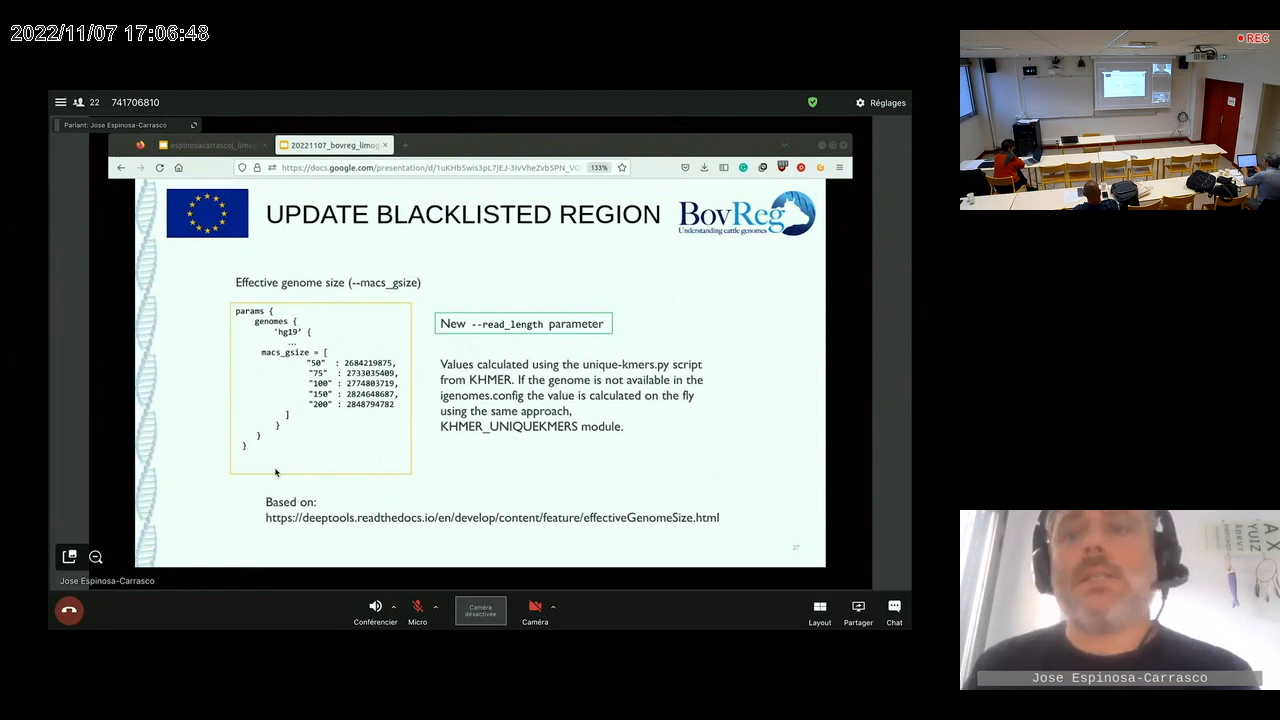 2022/11/07 17:06:48
REC
22
741706810
Réglages
Parlant: Jose Espinosa-Carrasco
espinosacarrascoj_limog
20221107_bovreg_limog
https://docs.google.com/presentation/d/
133%
UPDATE BLACKLISTED REGION
BovReg
Understanding cattle genomes
Effective genome size (--macs_gsize)
params {
genomes {
'hg19' {
...
macs_gsize = [
"50" : 2684219875,
"75" : 2733035409,
"100" : 2774803719,
"150" : 2824648687,
"200" : 2848794782
]
}
}
}
New --read_length parameter
Values calculated using the unique-kmers.py script
from KHMER. If the genome is not available in the
igenomes.config the value is calculated on the fly
using the same approach,
KHMER_UNIQUEKMERS module.
Based on:
https://deeptools.readthedocs.io/en/develop/content/feature/effectiveGenomeSize.html
27
Jose Espinosa-Carrasco
Conférencier
Micro
Caméra
désactivée
Caméra
Layout
Partager
Chat
Jose Espinosa-Carrasco